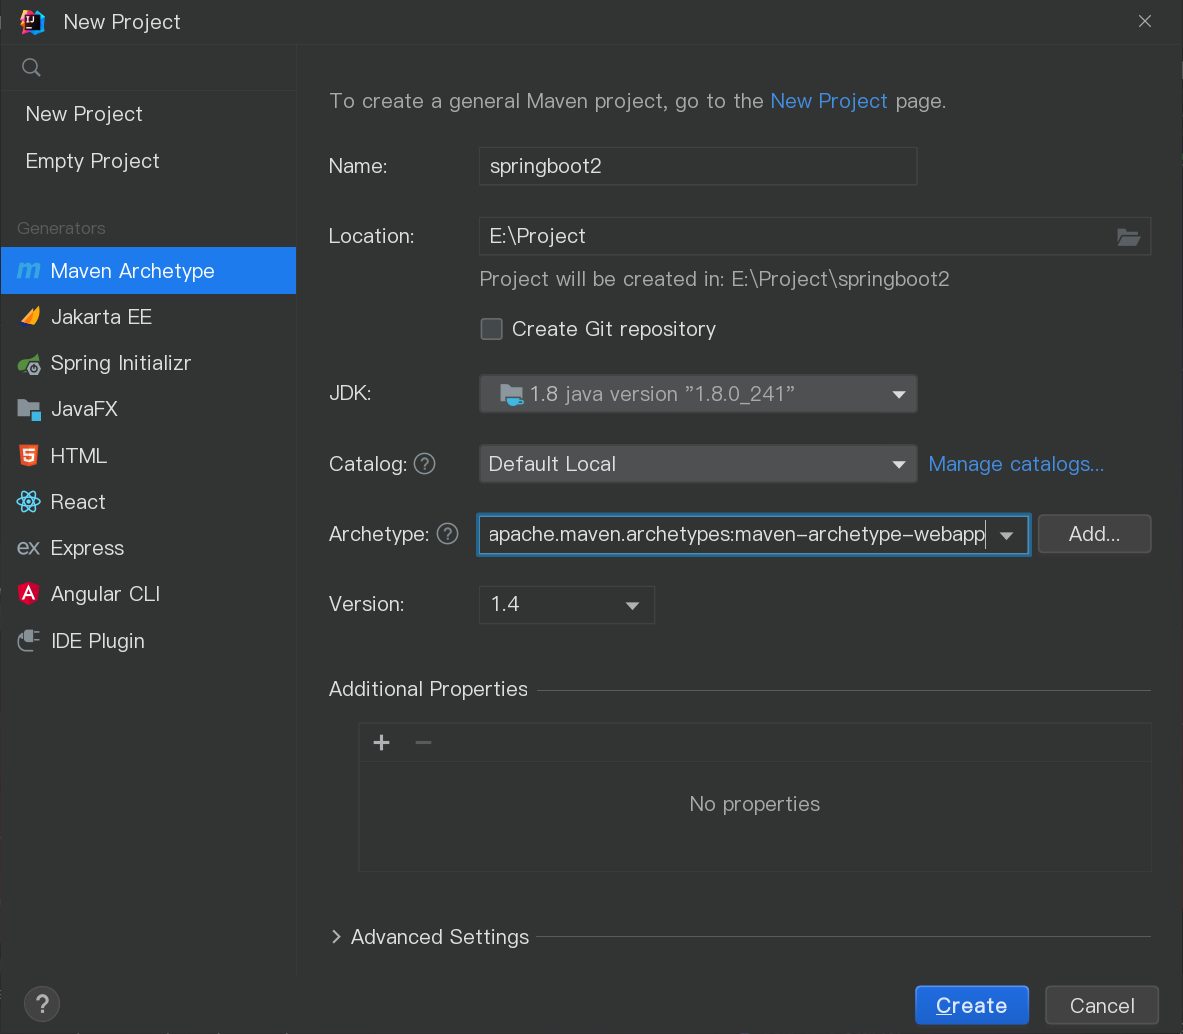 New Project
New Project
Empty Project
Generators
Maven Archetype
Jakarta EE
Spring Initializr
JavaFX
HTML
React
Express
Angular CLI
IDE Plugin
To create a general Maven project, go to the New Project page.
Name: springboot2
Location: E:\Project
Project will be created in: E:\Project\springboot2
Create Git repository
JDK: 1.8 java version "1.8.0_241"
Catalog: ? Default Local Manage catalogs...
Archetype: ? apache.maven.archetypes:maven-archetype-webapp Add...
Version: 1.4
Additional Properties
No properties
Advanced Settings
? Create Cancel